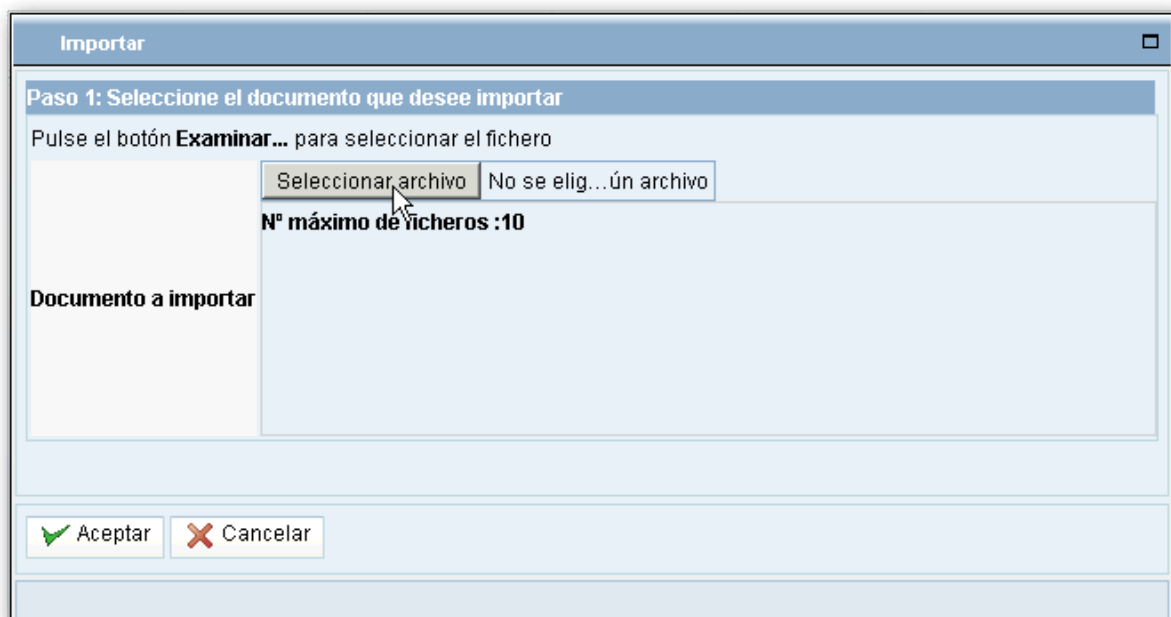 Importar
Paso 1: Seleccione el documento que desee importar
Pulse el botón Examinar... para seleccionar el fichero
Seleccionar archivo No se elig...ún archivo
Nº máximo de ficheros :10
Documento a importar
Aceptar Cancelar